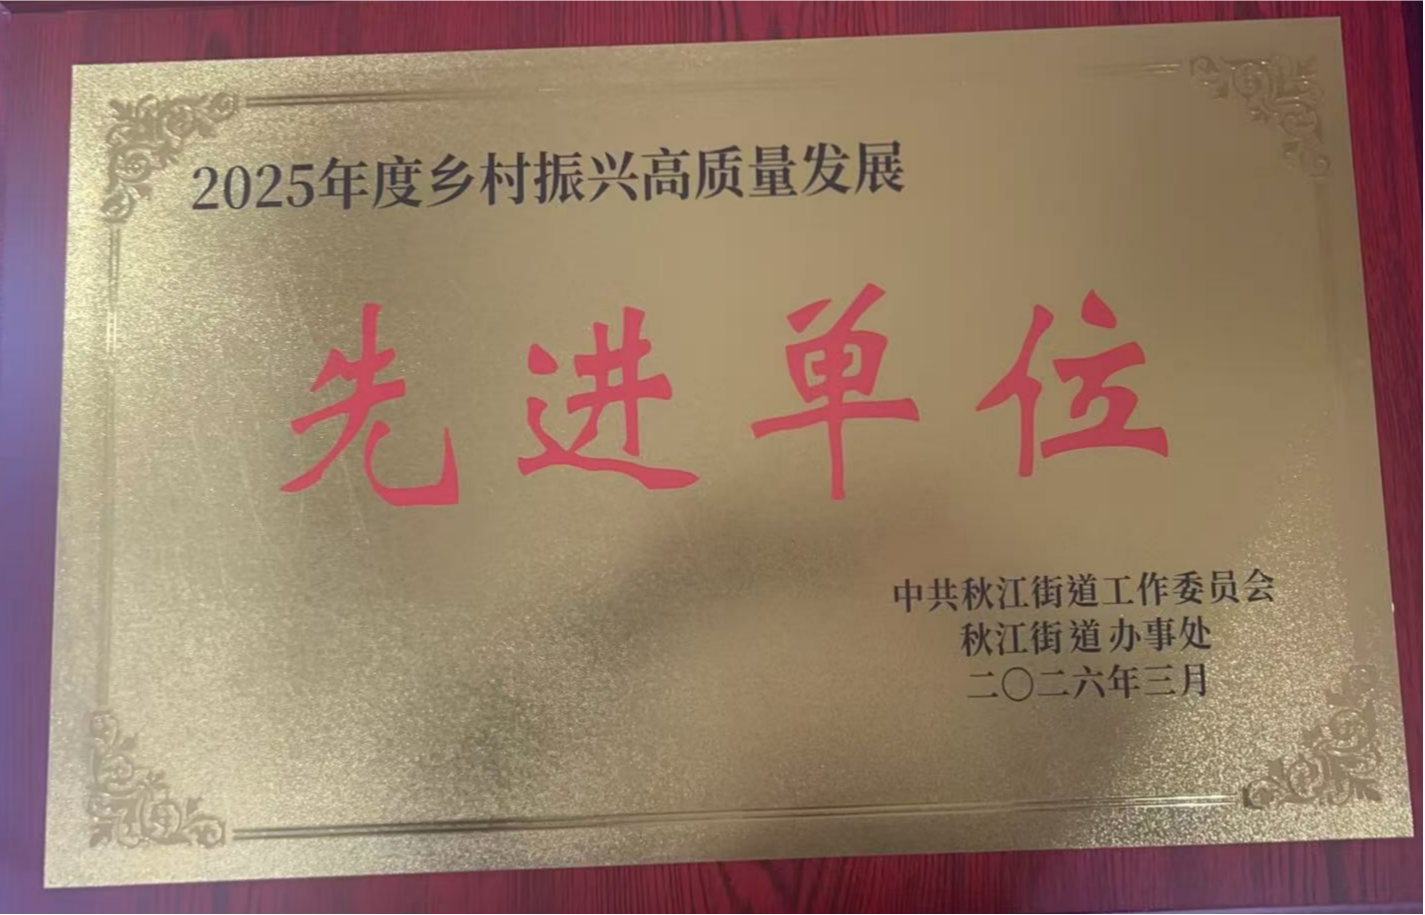 2025年度乡村振兴高质量发展
先进单位
中共秋江街道工作委员会
秋江街道办事处
二〇二六年三月